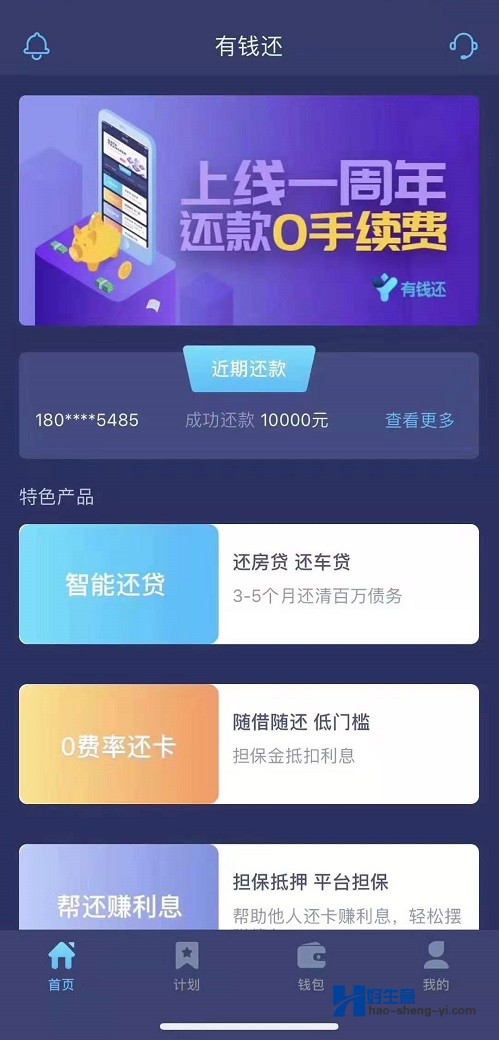 有钱还
上线一周年
还款0手续费
有钱还
近期还款
180****5485 成功还款 10000元 查看更多
特色产品
智能还贷
还房贷 还车贷
3-5个月还清百万债务
0费率还卡
随借随还 低门槛
担保金抵扣利息
帮还赚利息
担保抵押 平台担保
帮助他人还卡赚利息，轻松摆
首页 计划 钱包 我的
好生意
hao-sheng-yi.com